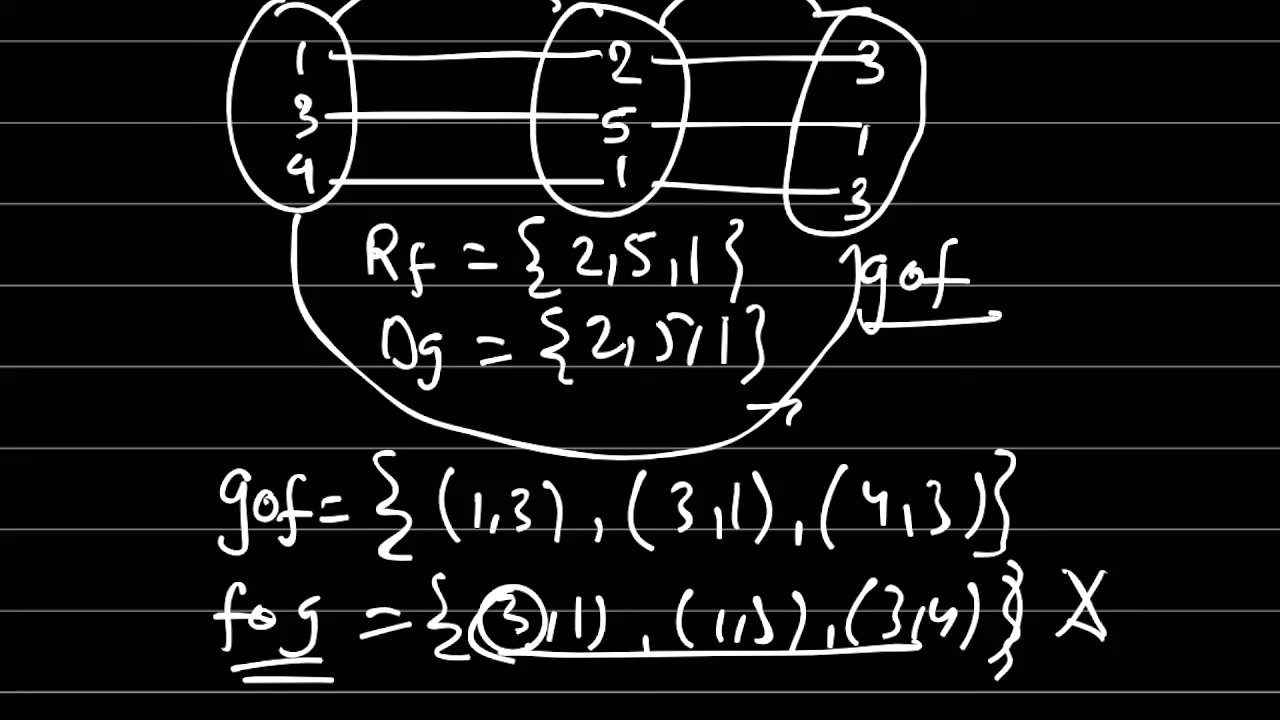 1 2 3
3 5 1
4 1 3
Rf = {2,5,1}
gof
Dg = {2,5,1}
gof = {(1,3), (3,1), (4,3)}
fog = {(3,1), (1,3), (3,4)} X